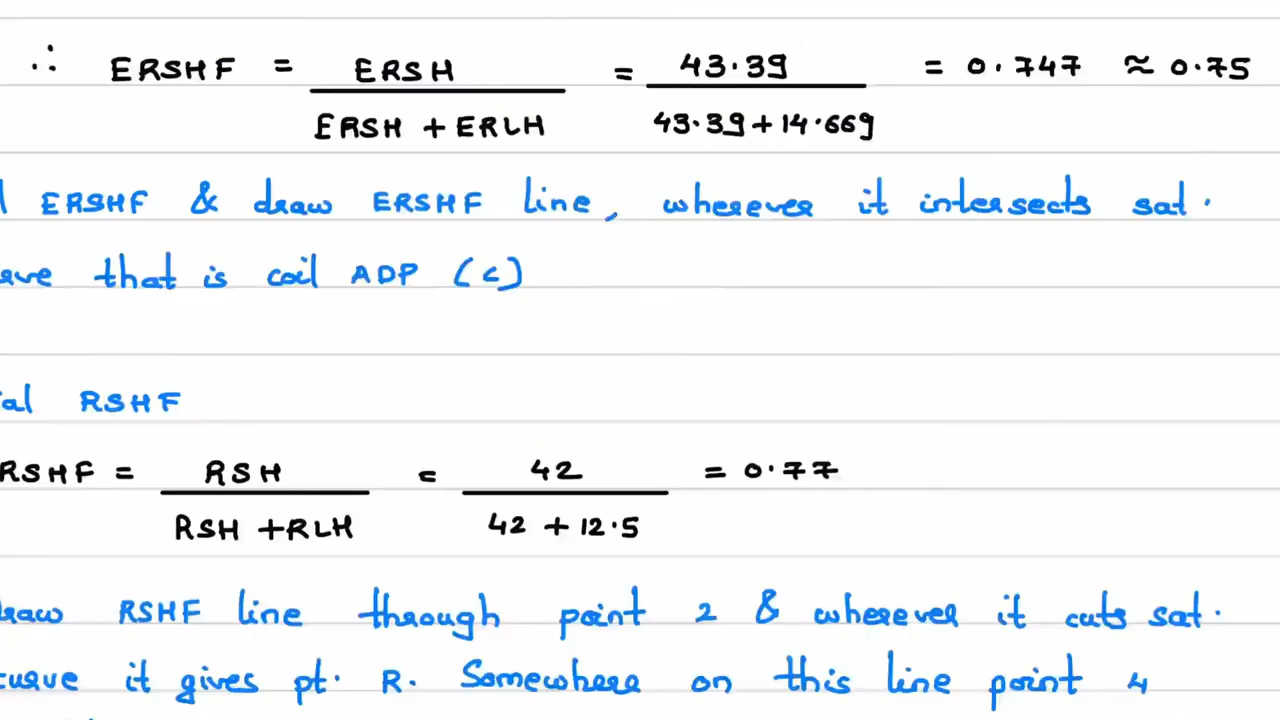 ∴ ERSHF = ERSH / ERSH + ERLH = 43.39 / 43.39 + 14.669 = 0.747 ≈ 0.75
ERSHF & draw ERSHF line, wherever it intersects sat.
that is coil ADP (c)
RSHF
RSHF = RSH / RSH + RLH = 42 / 42 + 12.5 = 0.77
draw RSHF line through point 2 & wherever it cuts sat.
curve it gives pt. R. Somewhere on this line point 4